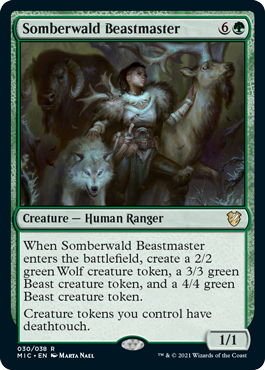 Somberwald Beastmaster 6
Creature — Human Ranger
When Somberwald Beastmaster
enters the battlefield, create a 2/2
green Wolf creature token, a 3/3 green
Beast creature token, and a 4/4 green
Beast creature token.
Creature tokens you control have
deathtouch.
1/1
030/038 R
MIC • EN Marta Nael
™ & © 2021 Wizards of the Coast